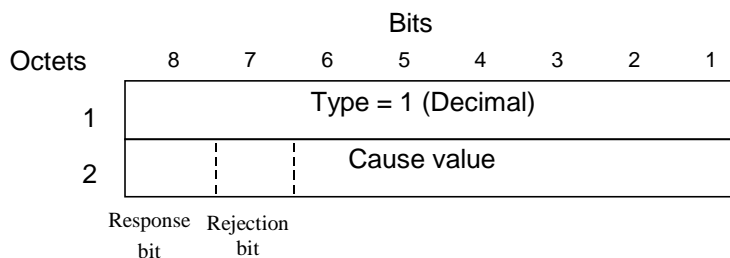 Bits
Octets 8 7 6 5 4 3 2 1
1 Type = 1 (Decimal)
2 Cause value
Response bit
Rejection bit